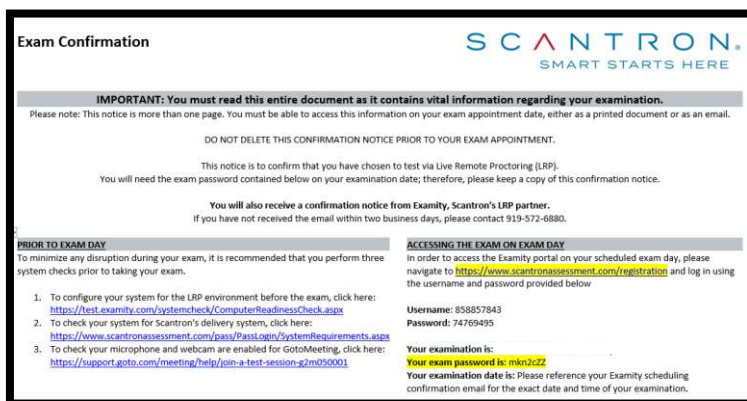 Exam Confirmation
SCANTRON®
SMART STARTS HERE
IMPORTANT: You must read this entire document as it contains vital information regarding your examination.
Please note: This notice is more than one page. You must be able to access this information on your exam appointment date, either as a printed document or as an email.
DO NOT DELETE THIS CONFIRMATION NOTICE PRIOR TO YOUR EXAM APPOINTMENT.
This notice is to confirm that you have chosen to test via Live Remote Proctoring (LRP).
You will need the exam password contained below on your examination date; therefore, please keep a copy of this confirmation notice.
You will also receive a confirmation notice from Examity, Scantron's LRP partner.
If you have not received the email within two business days, please contact 919-572-6880.
PRIOR TO EXAM DAY
To minimize any disruption during your exam, it is recommended that you perform three
system checks prior to taking your exam.
1. To configure your system for the LRP environment before the exam, click here:
https://test.examity.com/systemcheck/ComputerReadinessCheck.aspx
2. To check your system for Scantron's delivery system, click here:
https://www.scantronassessment.com/pass/PassLogin/SystemRequirements.aspx
3. To check your microphone and webcam are enabled for GotoMeeting, click here:
https://support.goto.com/meeting/help/join-a-test-session-g2m050001
ACCESSING THE EXAM ON EXAM DAY
In order to access the Examity portal on your scheduled exam day, please
navigate to https://www.scantronassessment.com/registration and log in using
the username and password provided below
Username: 858857843
Password: 74769495
Your examination is:
Your exam password is: mkn2cZZ
Your examination date is: Please reference your Examity scheduling
confirmation email for the exact date and time of your examination.